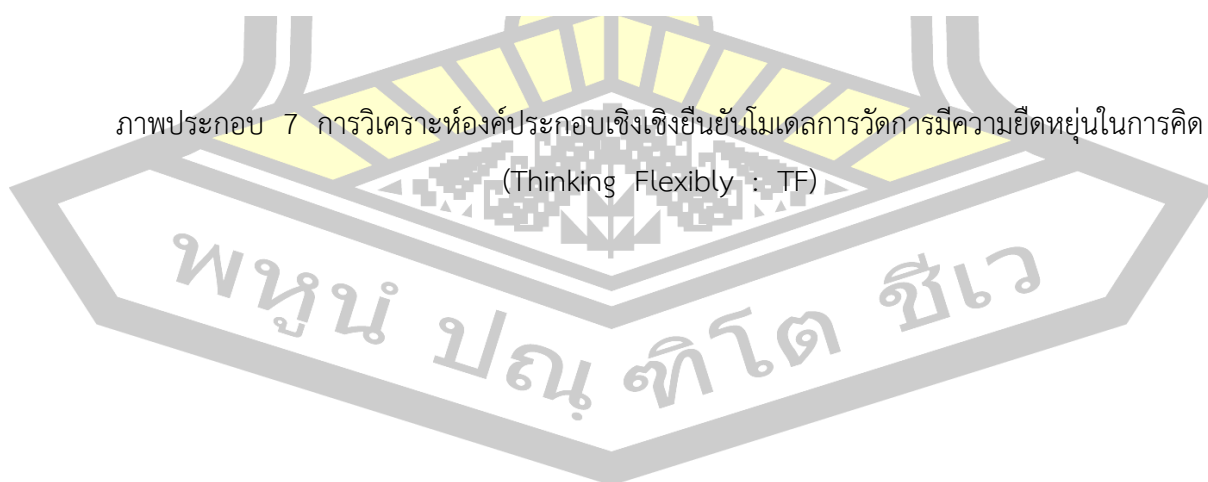 ภาพประกอบ 7 การวิเคราะห์องค์ประกอบเชิงเชิงยืนยันโมเดลการวัดการมีความยืดหยุ่นในการคิด
(Thinking Flexibly : TF)
พหูนํ ปณฺฑิโต ชีเว